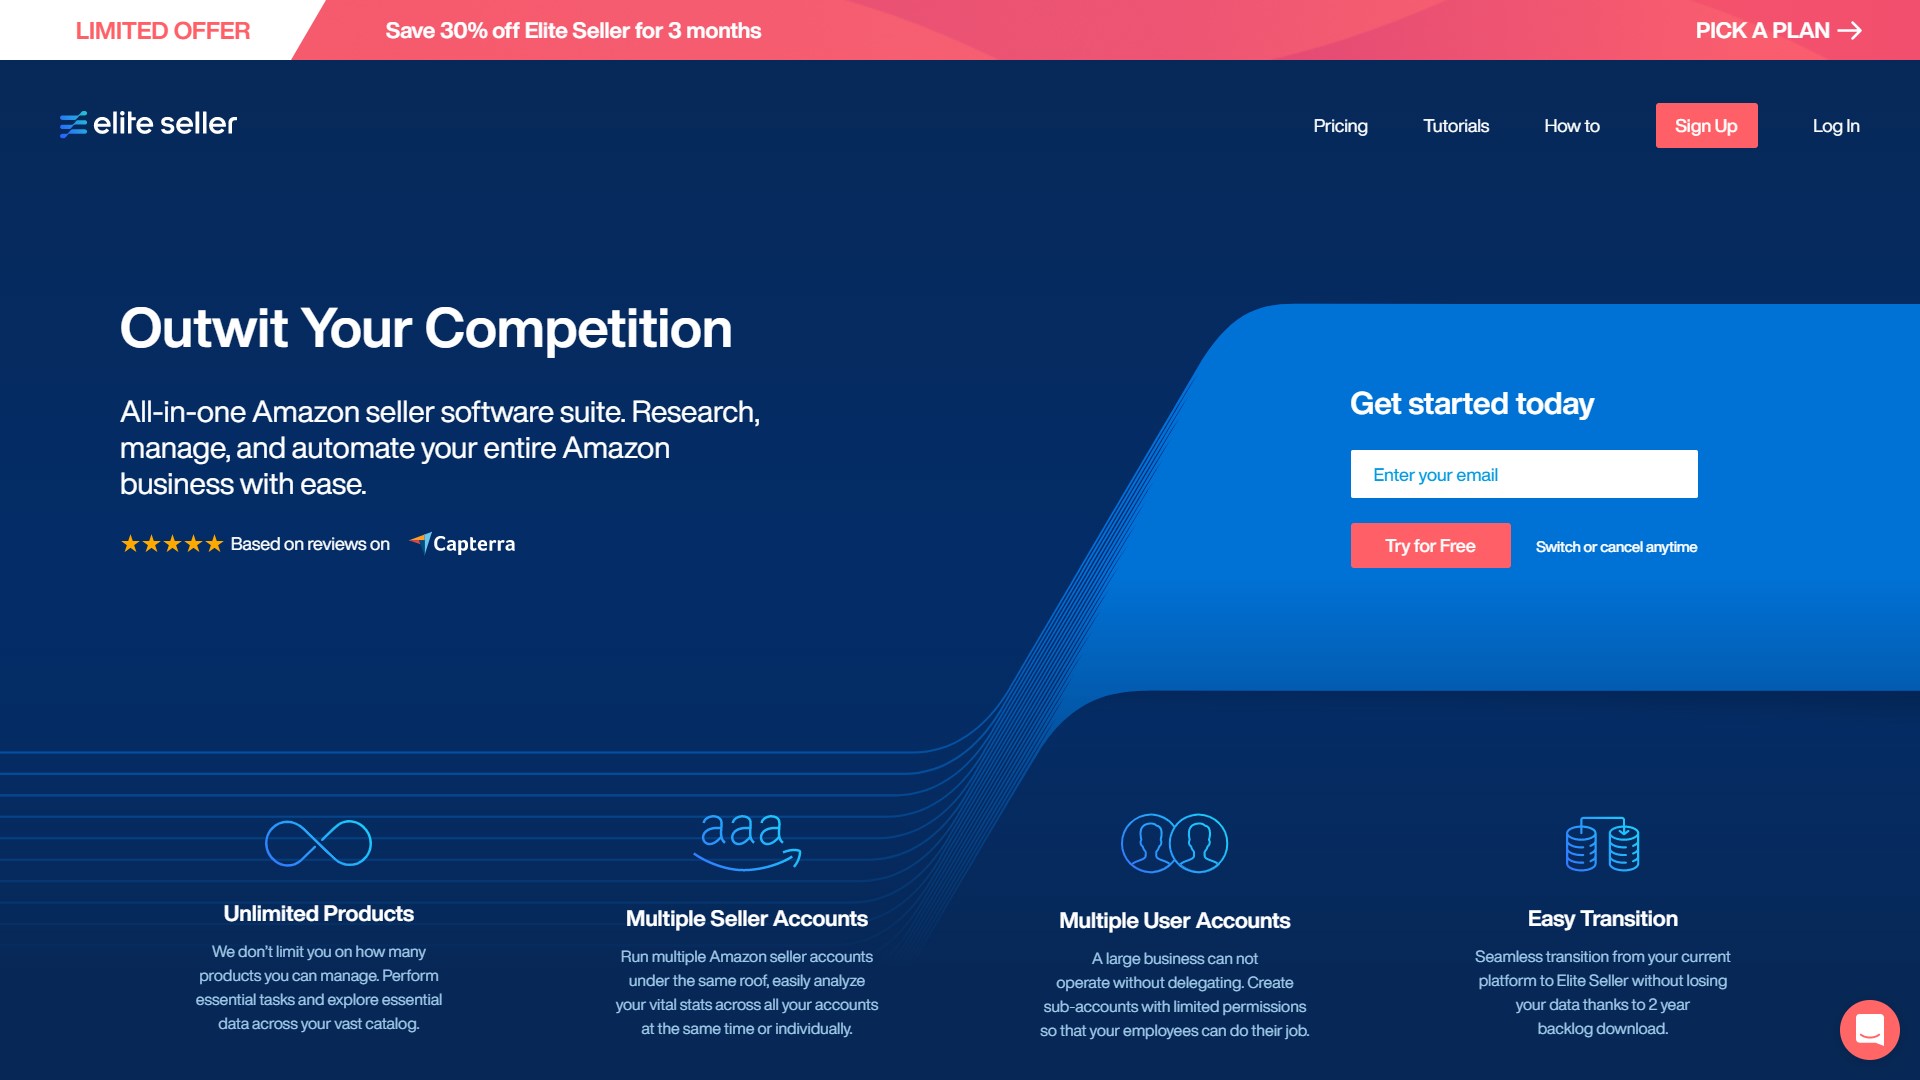 LIMITED OFFER
Save 30% off Elite Seller for 3 months
PICK A PLAN
elite seller
Pricing
Tutorials
How to
Sign Up
Log In
Outwit Your Competition
All-in-one Amazon seller software suite. Research,
manage, and automate your entire Amazon
business with ease.
Based on reviews on
Capterra
Get started today
Enter your email
Try for Free
Switch or cancel anytime
Unlimited Products
We don’t limit you on how many
products you can manage. Perform
essential tasks and explore essential
data across your vast catalog.
aaa
Multiple Seller Accounts
Run multiple Amazon seller accounts
under the same roof, easily analyze
your vital stats across all your accounts
at the same time or individually.
Multiple User Accounts
A large business can not
operate without delegating. Create
sub-accounts with limited permissions
so that your employees can do their job.
Easy Transition
Seamless transition from your current
platform to Elite Seller without losing
your data thanks to 2 year
backlog download.